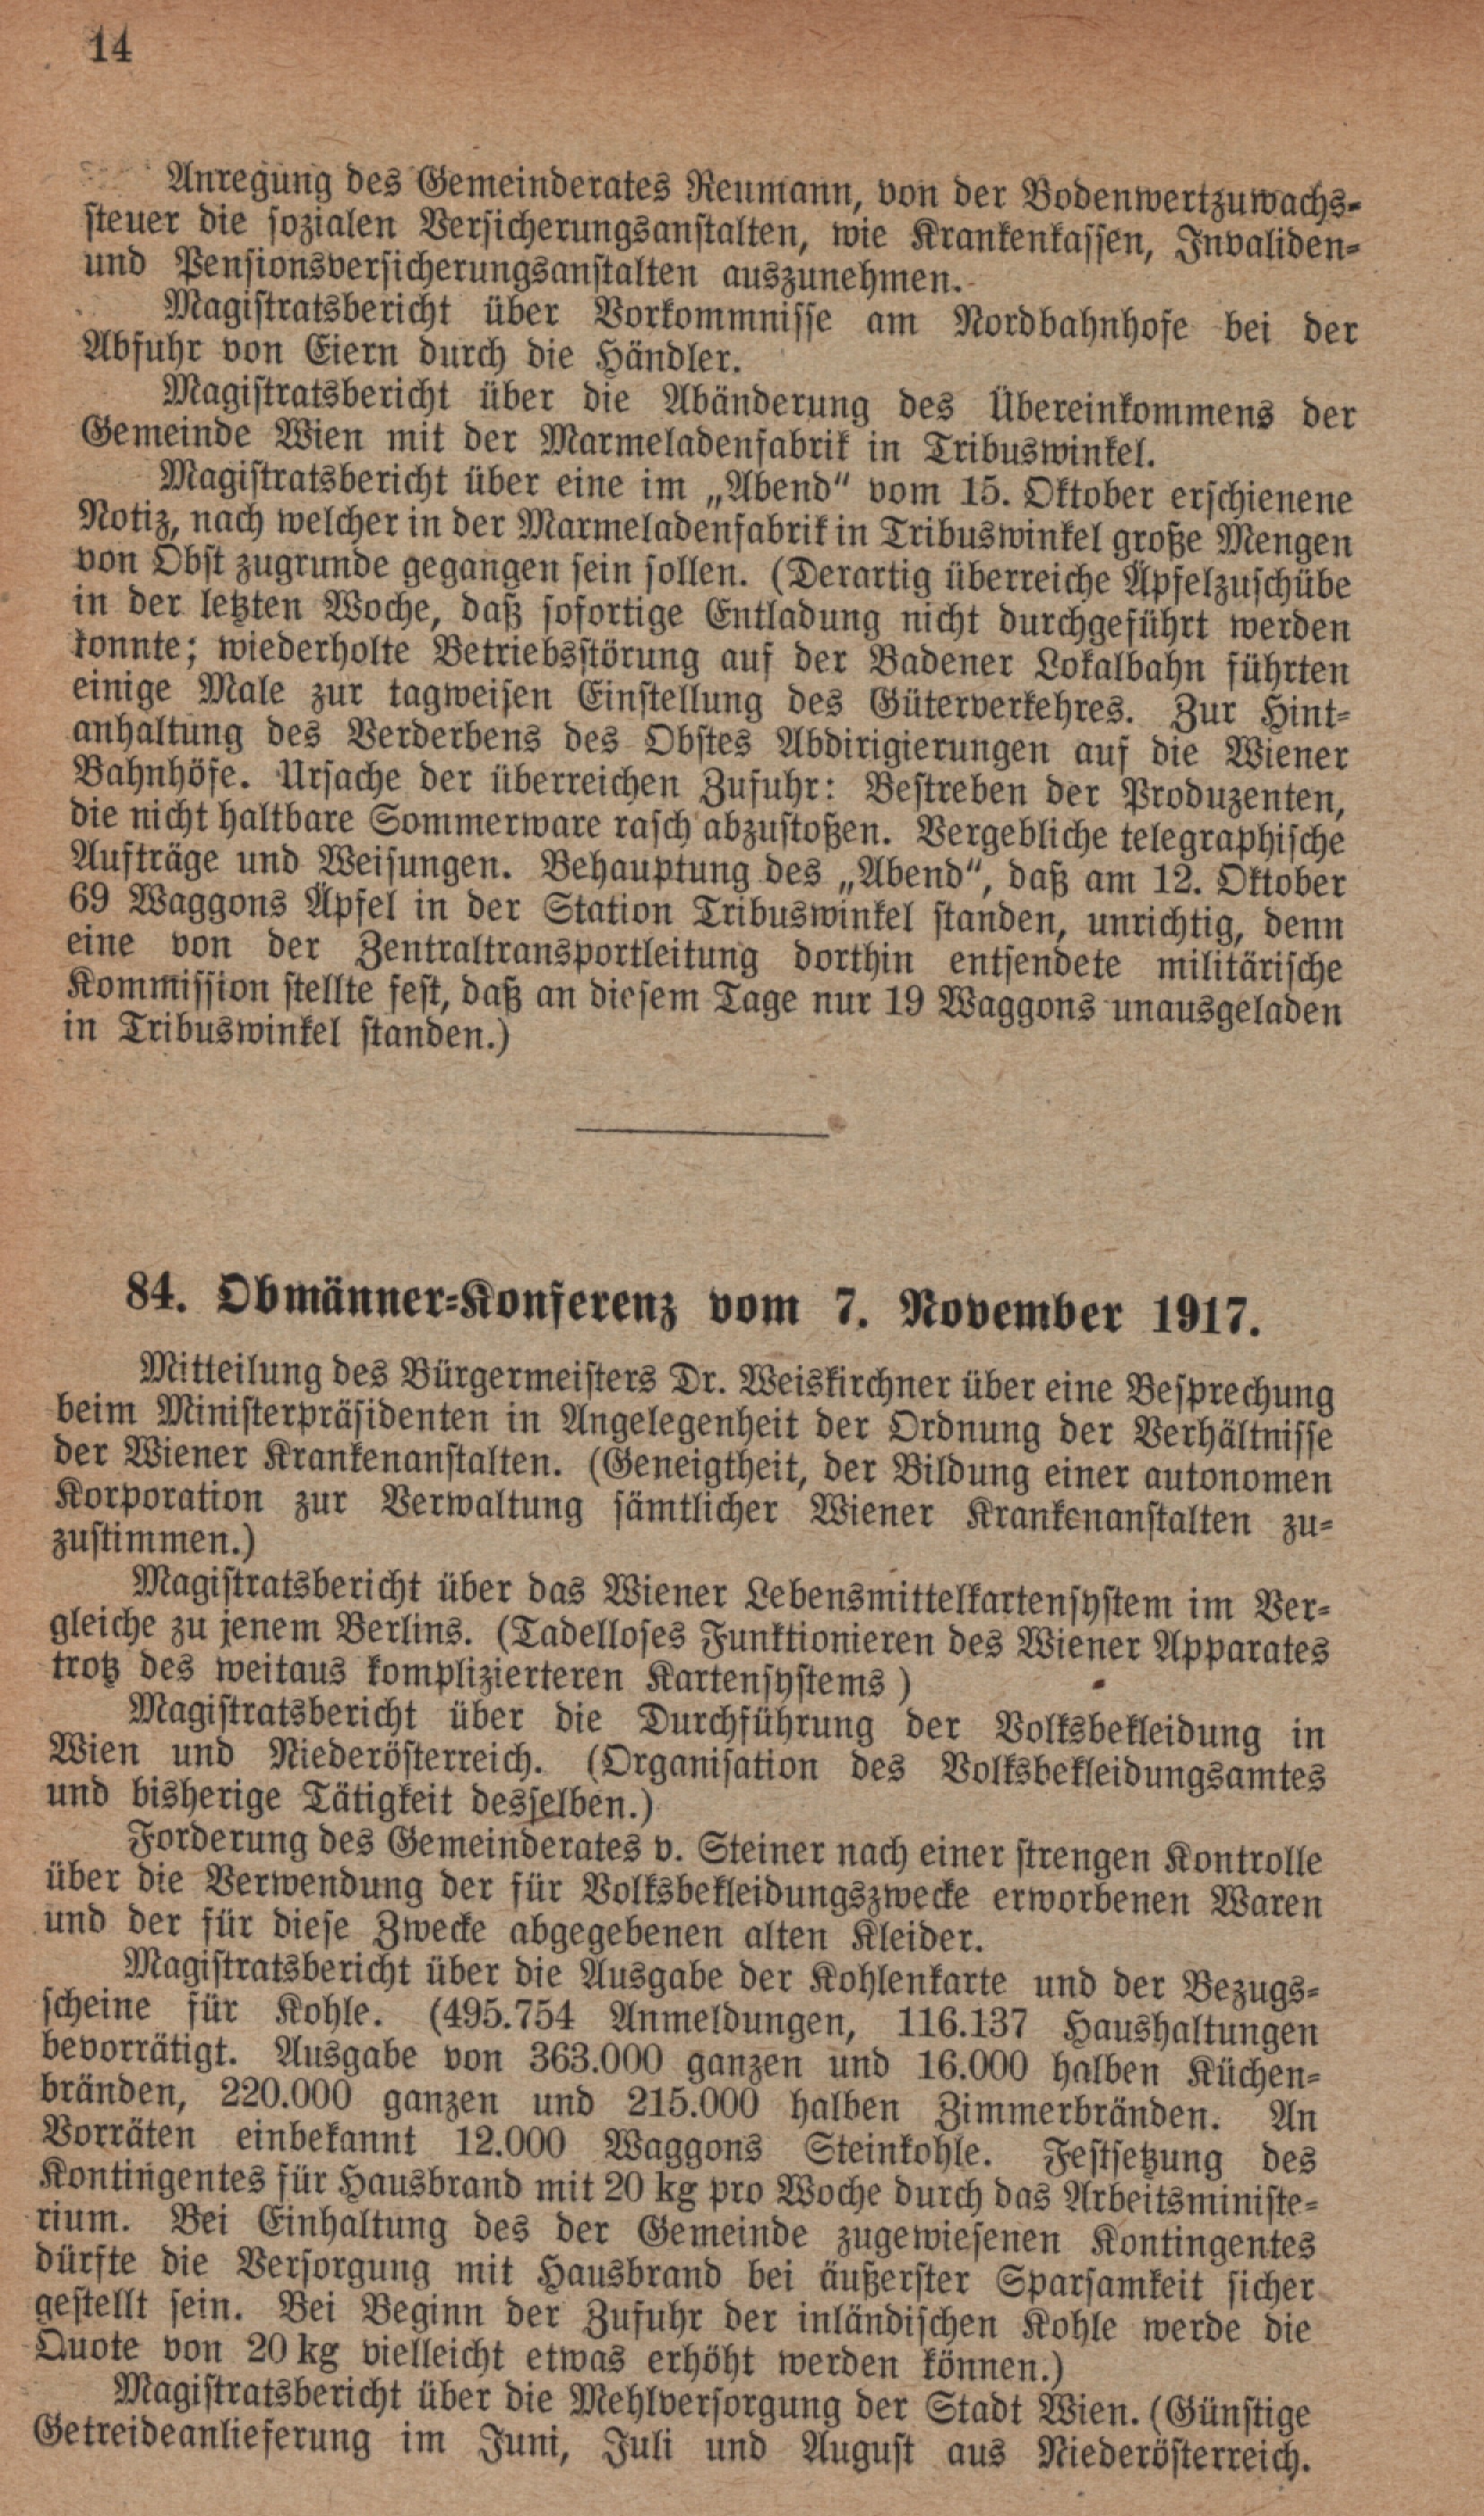 14
Anregung des Gemeinderates Reumann, von der Bodenwertzuwachs-
steuer die sozialen Versicherungsanstalten, wie Krankenkassen, Invaliden-
und Pensionsversicherungsanstalten auszunehmen.
Magistratsbericht über Vorkommnisse am Nordbahnhofe bei der
Abfuhr von Eiern durch die Händler.
Magistratsbericht über die Abänderung des Übereinkommens der
Gemeinde Wien mit der Marmeladenfabrik in Tribuswinkel.
Magistratsbericht über eine im „Abend" vom 15. Oktober erschienene
Notiz, nach welcher in der Marmeladenfabrik in Tribuswinkel große Mengen
von Obst zugrunde gegangen sein sollen. (Derartig überreiche Äpfelzuschübe
in der letzten Woche, daß sofortige Entladung nicht durchgeführt werden
konnte; wiederholte Betriebsstörung auf der Badener Lokalbahn führten
einige Male zur tagweisen Einstellung des Güterverkehres. Zur Hint-
anhaltung des Verderbens des Obstes Abdirigierungen auf die Wiener
Bahnhöfe. Ursache der überreichen Zufuhr: Bestreben der Produzenten,
die nicht haltbare Sommerware rasch abzustoßen. Vergebliche telegraphische
Aufträge und Weisungen. Behauptung des „Abend", daß am 12. Oktober
69 Waggons Äpfel in der Station Tribuswinkel standen, unrichtig, denn
eine von der Zentraltransportleitung dorthin entsendete militärische
Kommission stellte fest, daß an diesem Tage nur 19 Waggons unausgeladen
in Tribuswinkel standen.)
84. Obmänner-Konferenz vom 7. November 1917.
Mitteilung des Bürgermeisters Dr. Weiskirchner über eine Besprechung
beim Ministerpräsidenten in Angelegenheit der Ordnung der Verhältnisse
der Wiener Krankenanstalten. (Geneigtheit, der Bildung einer autonomen
Korporation zur Verwaltung sämtlicher Wiener Krankenanstalten zu-
zustimmen.)
Magistratsbericht über das Wiener Lebensmittelkartensystem im Ver-
gleiche zu jenem Berlins. (Tadelloses Funktionieren des Wiener Apparates
trotz des weitaus komplizierteren Kartensystems)
Magistratsbericht über die Durchführung der Volksbekleidung in
Wien und Niederösterreich. (Organisation des Volksbekleidungsamtes
und bisherige Tätigkeit desselben.)
Forderung des Gemeinderates v. Steiner nach einer strengen Kontrolle
über die Verwendung der für Volksbekleidungszwecke erworbenen Waren
und der für diese Zwecke abgegebenen alten Kleider.
Magistratsbericht über die Ausgabe der Kohlenkarte und der Bezugs-
scheine für Kohle. (495.754 Anmeldungen, 116.137 Haushaltungen
bevorrätigt. Ausgabe von 363.000 ganzen und 16.000 halben Küchen-
bränden, 220.000 ganzen und 215.000 halben Zimmerbränden. An
Vorräten einbekannt 12.000 Waggons Steinkohle. Festsetzung des
Kontingentes für Hausbrand mit 20 kg pro Woche durch das Arbeitsministe-
rium. Bei Einhaltung des der Gemeinde zugewiesenen Kontingentes
dürfte die Versorgung mit Hausbrand bei äußerster Sparsamkeit sicher
gestellt sein. Bei Beginn der Zufuhr der inländischen Kohle werde die
Quote von 20 kg vielleicht etwas erhöht werden können.)
Magistratsbericht über die Mehlversorgung der Stadt Wien. (Günstige
Getreideanlieferung im Juni, Juli und August aus Niederösterreich.